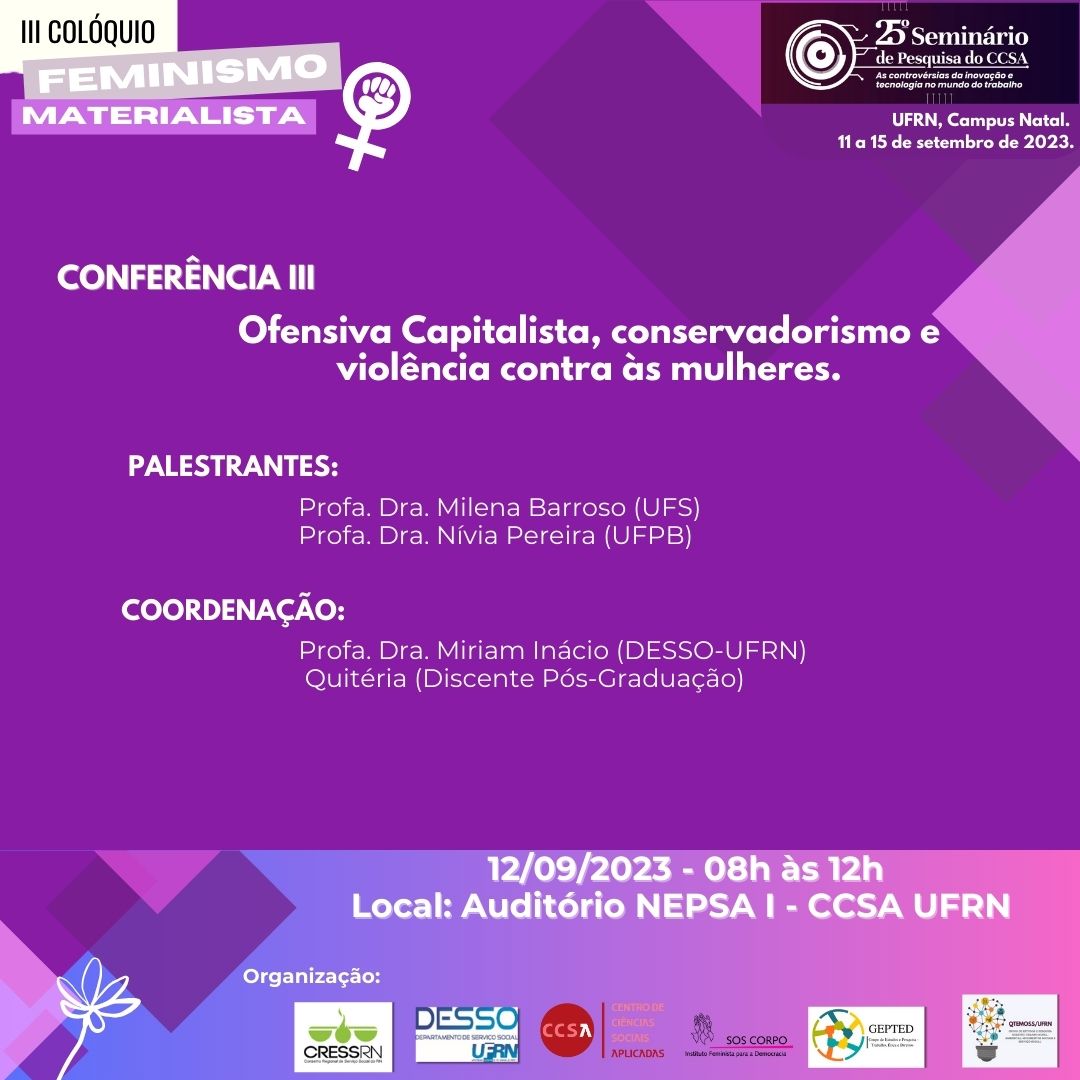 III COLÓQUIO
FEMINISMO
MATERIALISTA
25º Seminário
de Pesquisa do CCSA
As controvérsias da inovação e
tecnologia no mundo do trabalho
UFRN, Campus Natal.
11 a 15 de setembro de 2023.
CONFERÊNCIA III
Ofensiva Capitalista, conservadorismo e
violência contra às mulheres.
PALESTRANTES:
Profa. Dra. Milena Barroso (UFS)
Profa. Dra. Nívia Pereira (UFPB)
COORDENAÇÃO:
Profa. Dra. Miriam Inácio (DESSO-UFRN)
Quitéria (Discente Pós-Graduação)
12/09/2023 - 08h às 12h
Local: Auditório NEPSA I - CCSA UFRN
Organização:
CRESSRN
Conselho Regional de Serviço Social do RN
DESSO
DEPARTAMENTO DE SERVIÇO SOCIAL
UFRN
CCSA
CENTRO DE
CIÊNCIAS
SOCIAIS
APLICADAS
SOS CORPO
Instituto Feminista para a Democracia
GEPTED
Grupo de Estudos e Pesquisa
Trabalho, Ética e Direitos
QTEMOSS/UFRN